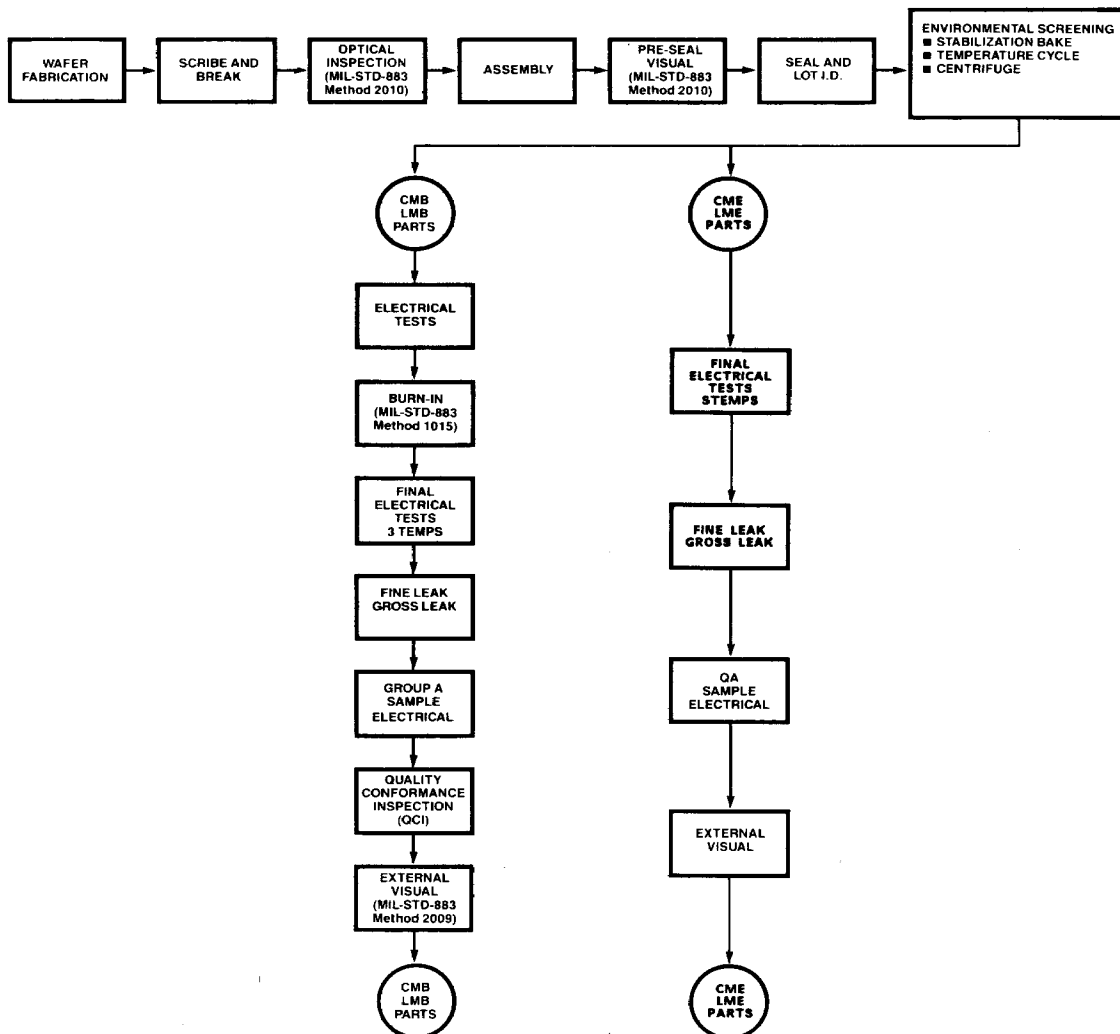 WAFER
FABRICATION
SCRIBE AND
BREAK
OPTICAL
INSPECTION
(MIL-STD-883
Method 2010)
ASSEMBLY
PRE-SEAL
VISUAL
(MIL-STD-883
Method 2010)
SEAL AND
LOT I.D.
ENVIRONMENTAL SCREENING
■ STABILIZATION BAKE
■ TEMPERATURE CYCLE
■ CENTRIFUGE
CMB
LMB
PARTS
ELECTRICAL
TESTS
BURN-IN
(MIL-STD-883
Method 1015)
FINAL
ELECTRICAL
TESTS
3 TEMPS
FINE LEAK
GROSS LEAK
GROUP A
SAMPLE
ELECTRICAL
QUALITY
CONFORMANCE
INSPECTION
(QCI)
EXTERNAL
VISUAL
(MIL-STD-883
Method 2009)
CMB
LMB
PARTS
CME
LME
PARTS
FINAL
ELECTRICAL
TESTS
STEMPS
FINE LEAK
GROSS LEAK
QA
SAMPLE
ELECTRICAL
EXTERNAL
VISUAL
CME
LME
PARTS